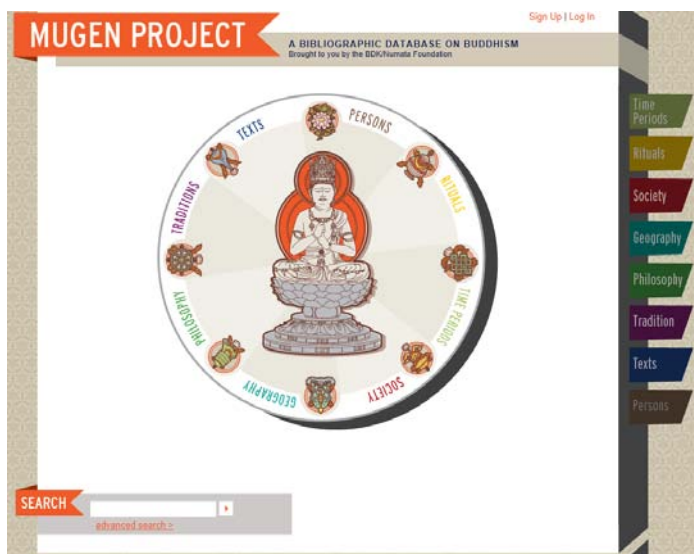 Sign Up | Log In
MUGEN PROJECT
A BIBLIOGRAPHIC DATABASE ON BUDDHISM
Brought to you by the BDK/Numata Foundation
TEXTS
PERSONS
TRADITIONS
RITUALS
PHILOSOPHY
TIME PERIODS
GEOGRAPHY
SOCIETY
Time
Periods
Rituals
Society
Geography
Philosophy
Tradition
Texts
Persons
SEARCH
advanced search >